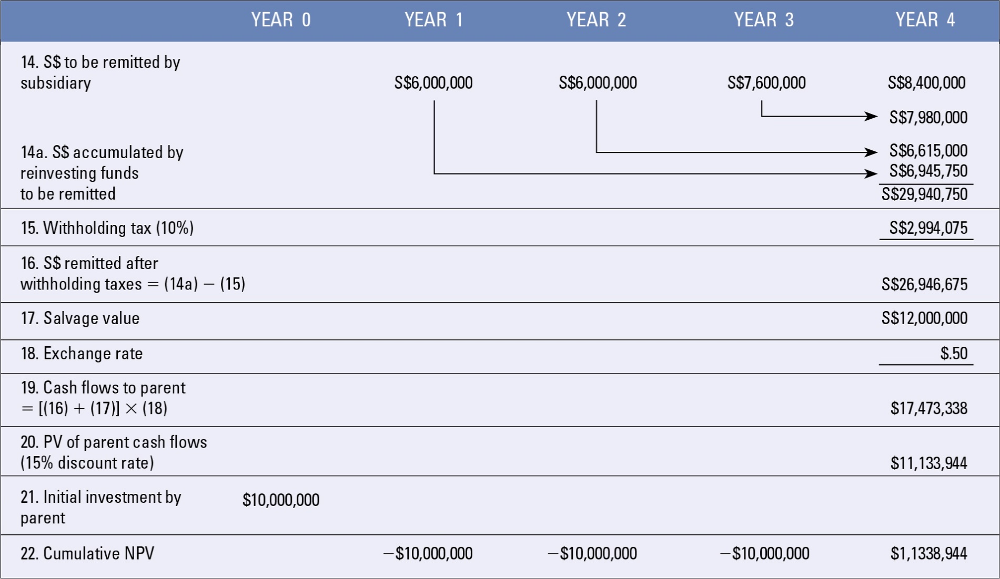 YEAR 0 YEAR 1 YEAR 2 YEAR 3 YEAR 4
14. S$ to be remitted by
subsidiary S$6,000,000 S$6,000,000 S$7,600,000 S$8,400,000
S$7,980,000
14a. S$ accumulated by S$6,615,000
reinvesting funds S$6,945,750
to be remitted S$29,940,750
15. Withholding tax (10%) S$2,994,075
16. S$ remitted after
withholding taxes = (14a) − (15) S$26,946,675
17. Salvage value S$12,000,000
18. Exchange rate $.50
19. Cash flows to parent
= [(16) + (17)] × (18) $17,473,338
20. PV of parent cash flows
(15% discount rate) $11,133,944
21. Initial investment by $10,000,000
parent
22. Cumulative NPV −$10,000,000 −$10,000,000 −$10,000,000 $1,1338,944